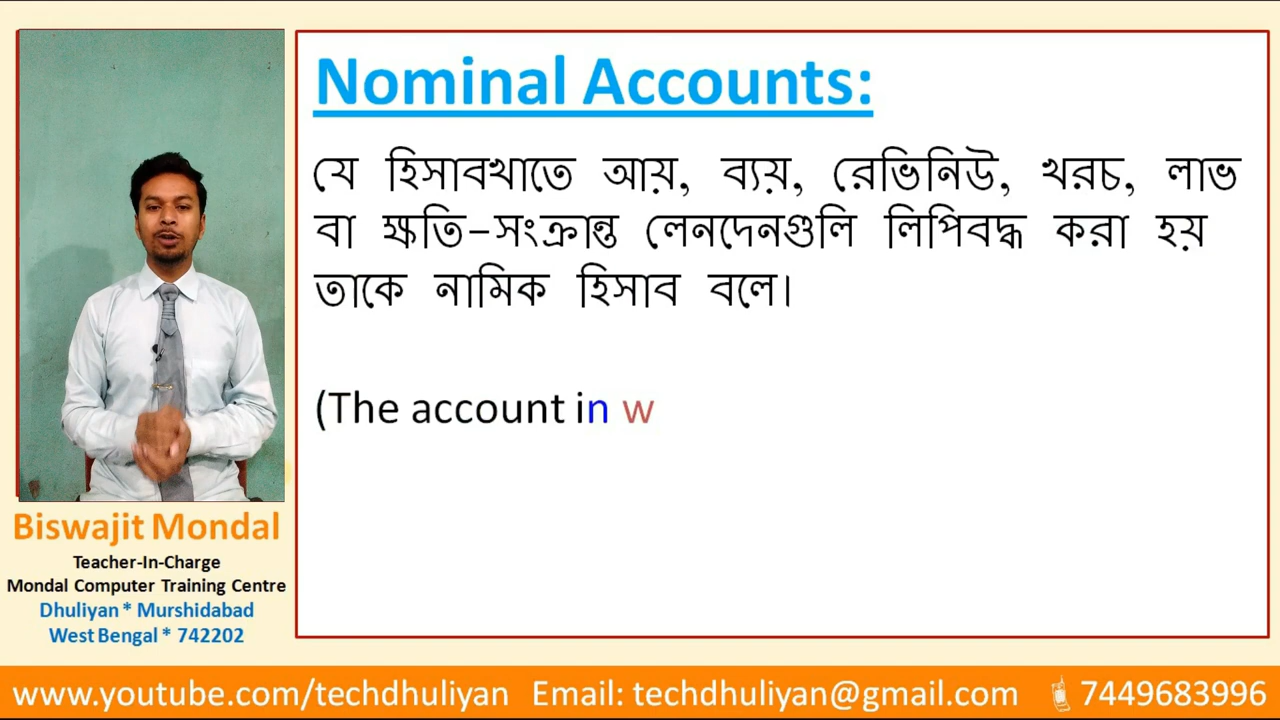 Nominal Accounts:
যে হিসাবখাতে আয়, ব্যয়, রেভিনিউ, খরচ, লাভ
বা ক্ষতি-সংক্রান্ত লেনদেনগুলি লিপিবদ্ধ করা হয়
তাকে নামিক হিসাব বলে।
(The account in w
Biswajit Mondal
Teacher-In-Charge
Mondal Computer Training Centre
Dhuliyan * Murshidabad
West Bengal * 742202
www.youtube.com/techdhuliyan Email: techdhuliyan@gmail.com 7449683996